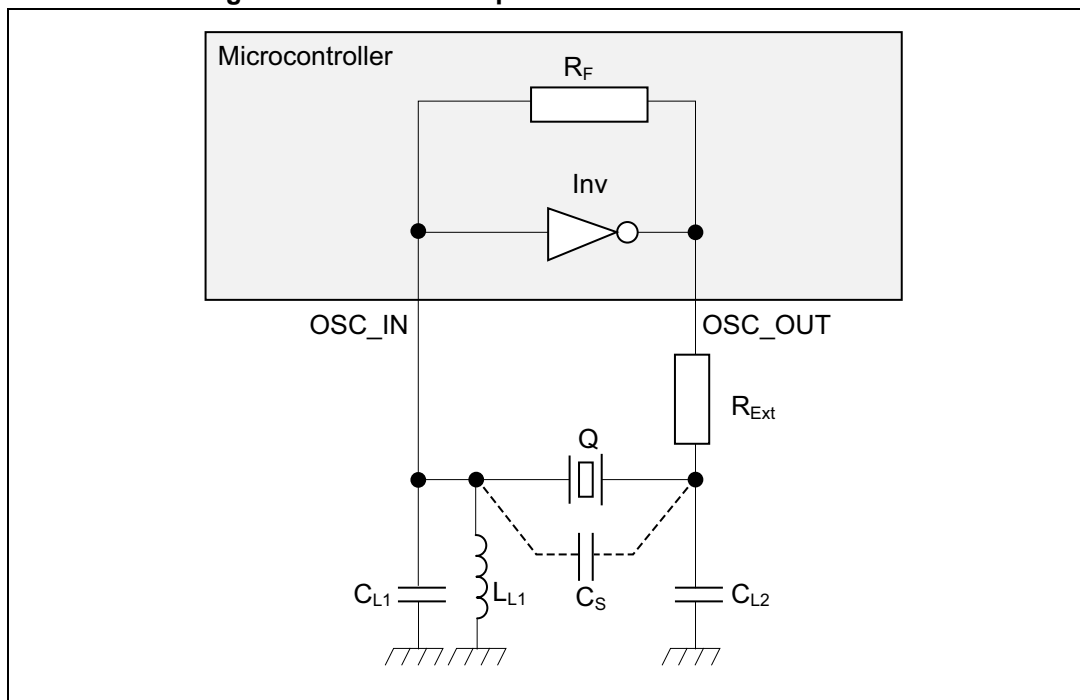 Microcontroller
R_F
Inv
OSC_IN
OSC_OUT
R_Ext
Q
C_L1
L_L1
C_S
C_L2